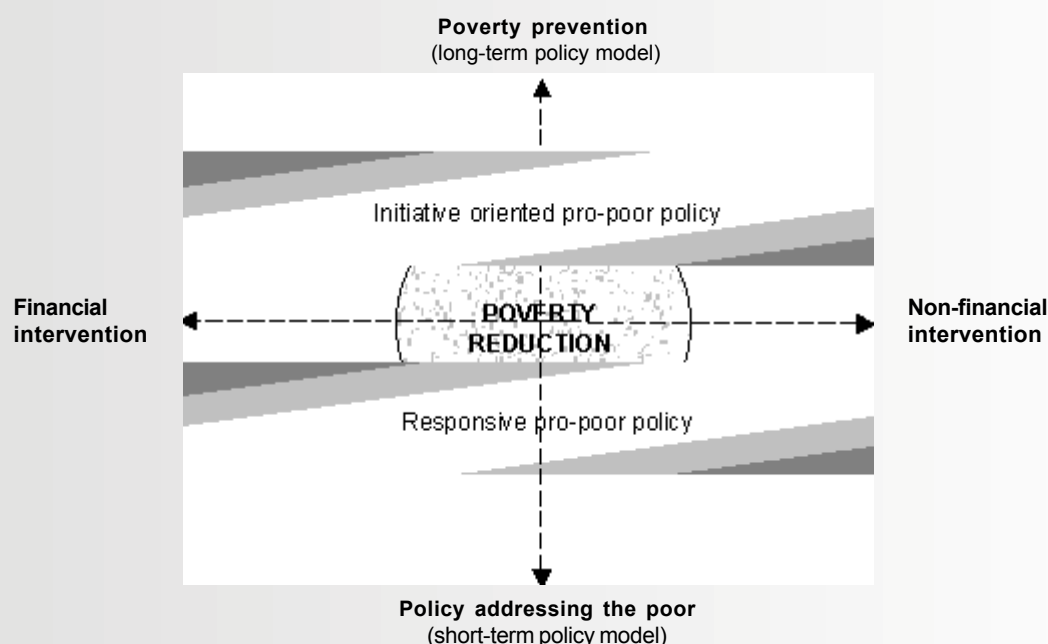 Poverty prevention
(long-term policy model)
Initiative oriented pro-poor policy
Financial
intervention
POVERTY
REDUCTION
Non-financial
intervention
Responsive pro-poor policy
Policy addressing the poor
(short-term policy model)